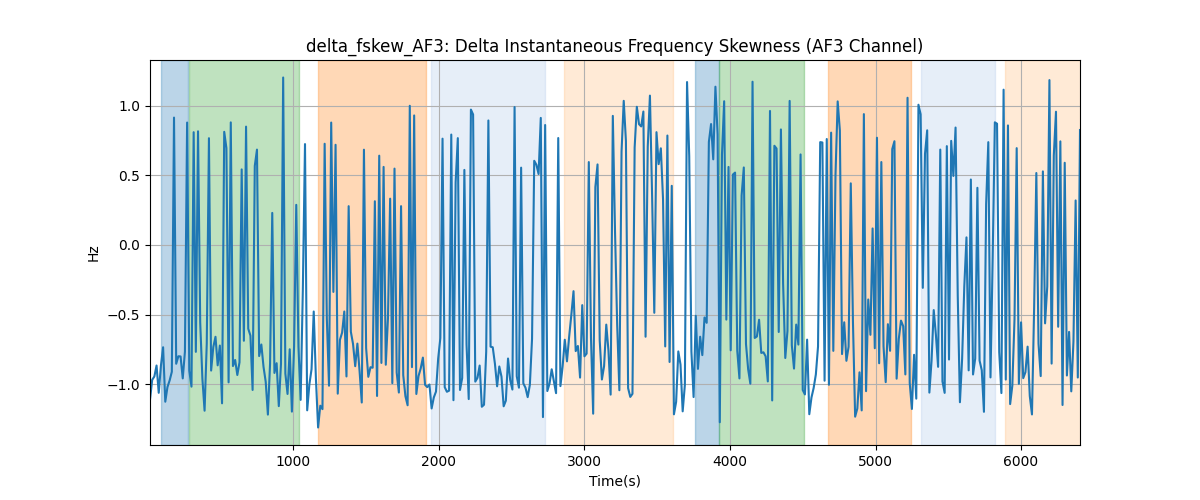 delta_fskew_AF3: Delta Instantaneous Frequency Skewness (AF3 Channel)
1.0
0.5
0.0
−0.5
−1.0
Hz
1000 2000 3000 4000 5000 6000
Time(s)